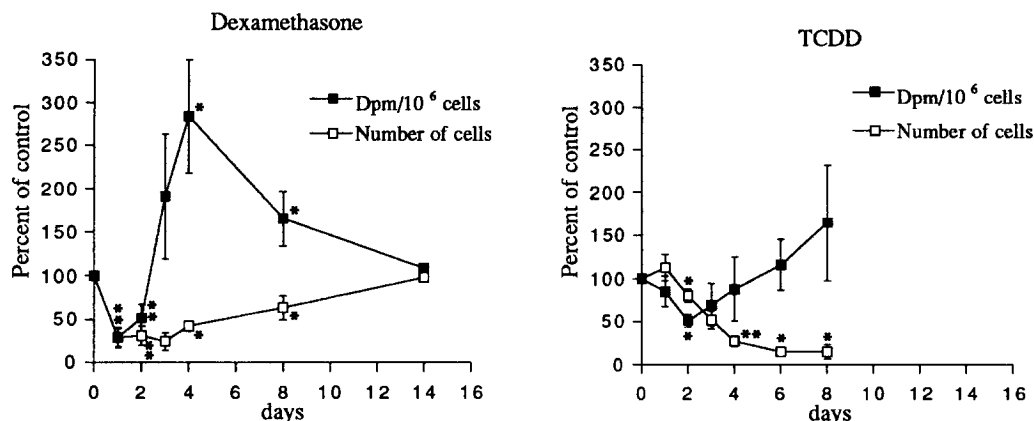 Dexamethasone
350
300
250
200
150
100
50
0
Percent of control
Dpm/10 6 cells
Number of cells
*
*
*
*
*
*
*
*
*
*
0 2 4 6 8 10 12 14 16
days
TCDD
350
300
250
200
150
100
50
0
Percent of control
Dpm/10 6 cells
Number of cells
*
*
**
*
*
0 2 4 6 8 10 12 14 16
days